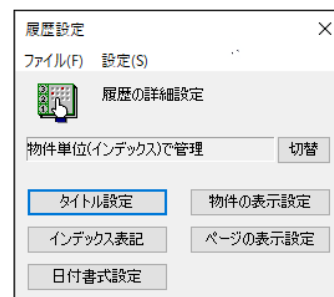 履歴設定
ファイル(F) 設定(S)
履歴の詳細設定
物件単位(インデックス)で管理 切替
タイトル設定 物件の表示設定
インデックス表記 ページの表示設定
日付書式設定